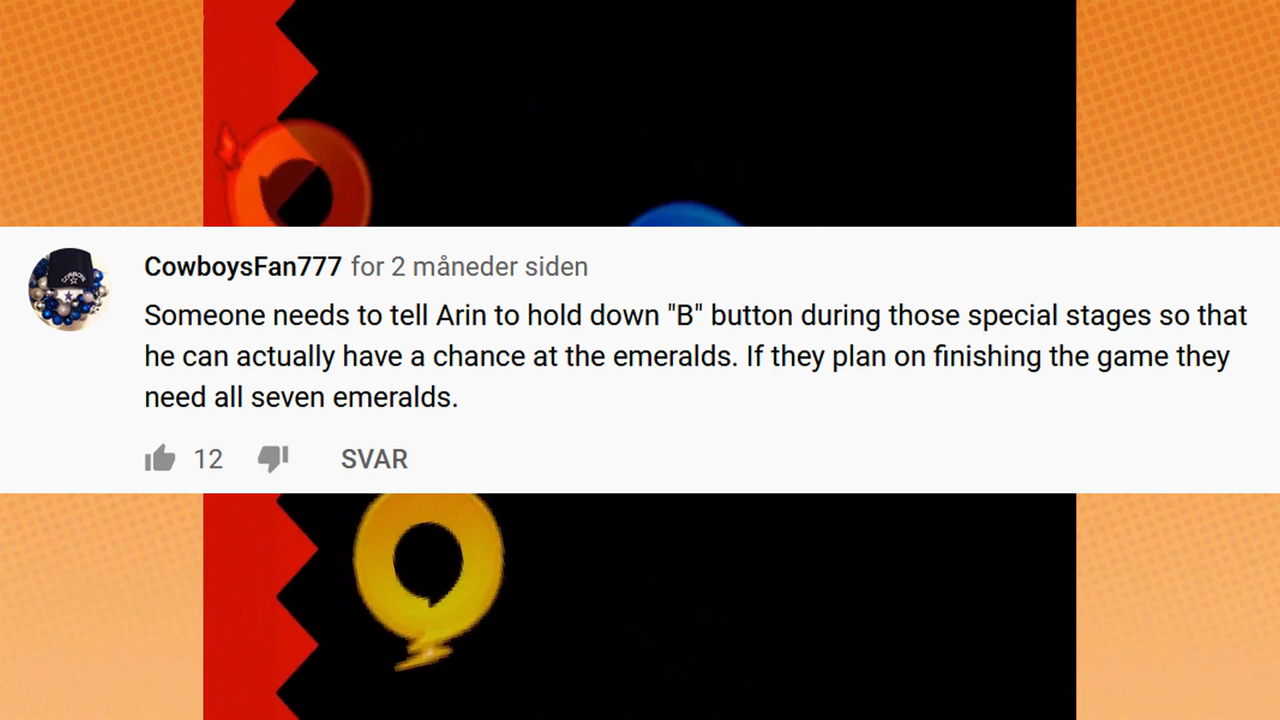 CowboysFan777 for 2 måneder siden
Someone needs to tell Arin to hold down "B" button during those special stages so that
he can actually have a chance at the emeralds. If they plan on finishing the game they
need all seven emeralds.
12 SVAR